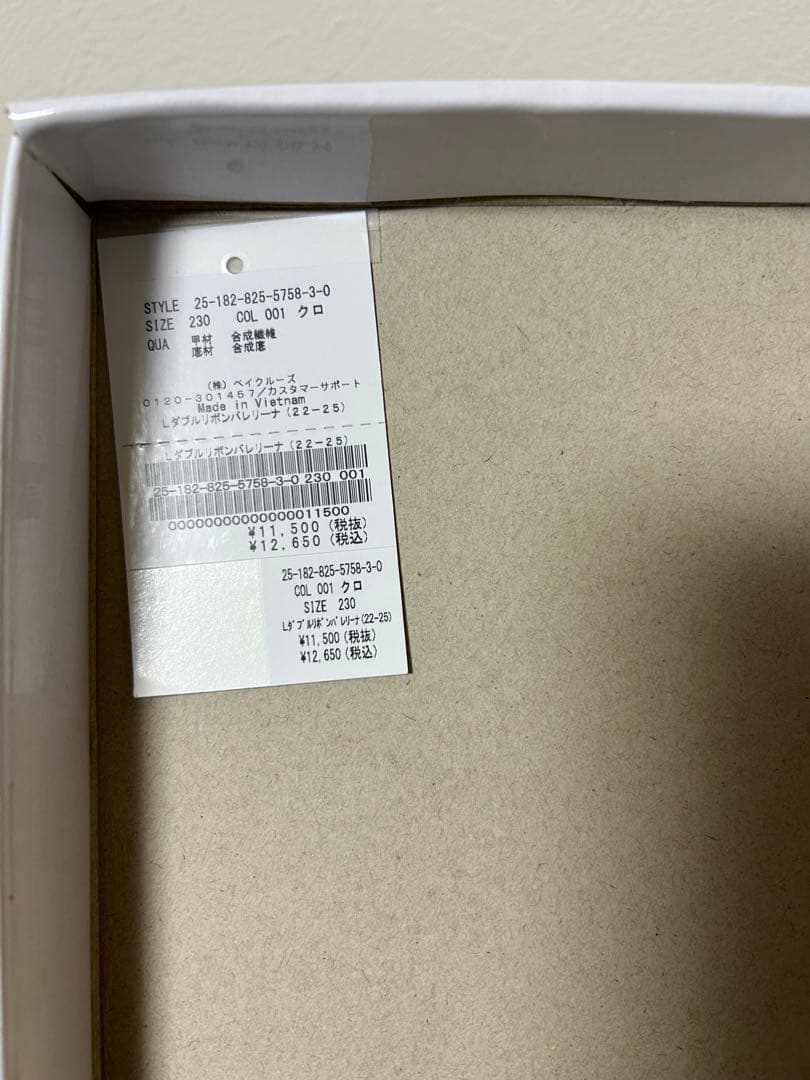 STYLE 25-182-825-5758-3-0
SIZE 230 COL 001 クロ
QUA 甲材 合成繊維
底材 合成底
(株)ベイクルーズ
0120-301457/カスタマーサポート
Made in Vietnam
Lダブルリボンバレリーナ(22-25)
Lダブルリボンバレリーナ(22-25)
25-182-825-5758-3-0 230 001
00000000000000011500
¥11,500(税抜)
¥12,650(税込)
25-182-825-5758-3-0
COL 001 クロ
SIZE 230
Lダブルリボンバレリーナ(22-25)
¥11,500(税抜)
¥12,650(税込)